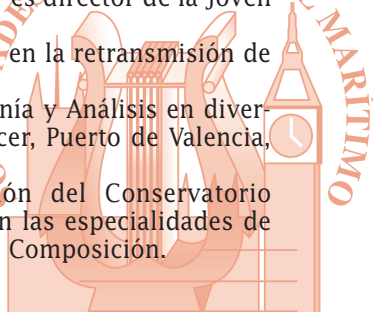 es director de la Joven
en la retransmisión de
nía y Análisis en diver-
cer, Puerto de Valencia,
ón del Conservatorio
n las especialidades de
Composición.
MARÍTIMO